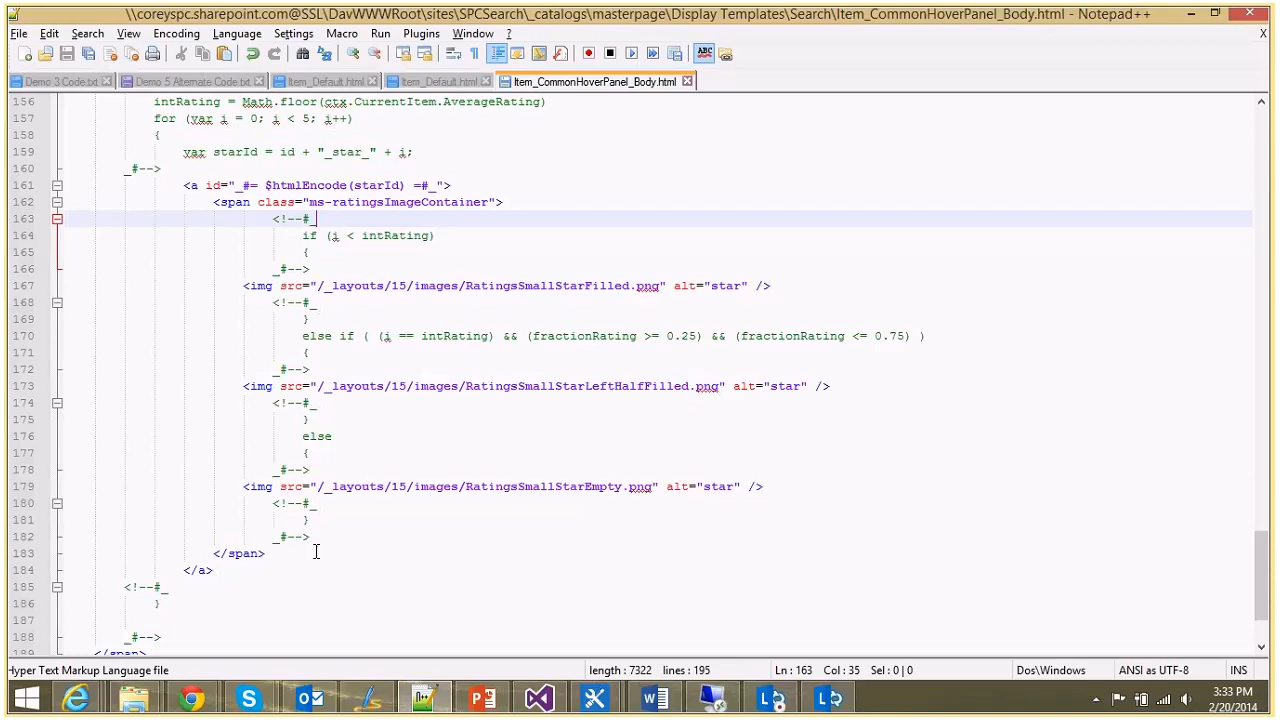 \\coreyspc.sharepoint.com@SSL\DavWWWRoot\sites\SPCSearch\_catalogs\masterpage\Display Templates\Search\Item_CommonHoverPanel_Body.html - Notepad++
File Edit Search View Encoding Language Settings Macro Run Plugins Window ? X
ABC
Demo 3 Code.txt Demo 5 Alternate Code.txt Item_Default.html Item_Default.html Item_CommonHoverPanel_Body.html
156 intRating = Math.floor(ctx.CurrentItem.AverageRating)
157 for (var i = 0; i < 5; i++)
158 {
159 var starId = id + "_star_" + i;
160 _#-->
161 <a id="_#= $htmlEncode(starId) =#_">
162 <span class="ms-ratingsImageContainer">
163 <!--#_
164 if (i < intRating)
165 {
166 _#-->
167 <img src="/_layouts/15/images/RatingsSmallStarFilled.png" alt="star" />
168 <!--#_
169 }
170 else if ( (i == intRating) && (fractionRating >= 0.25) && (fractionRating <= 0.75) )
171 {
172 _#-->
173 <img src="/_layouts/15/images/RatingsSmallStarLeftHalfFilled.png" alt="star" />
174 <!--#_
175 }
176 else
177 {
178 _#-->
179 <img src="/_layouts/15/images/RatingsSmallStarEmpty.png" alt="star" />
180 <!--#_
181 }
182 _#-->
183 </span>
184 </a>
185 <!--#_
186 }
187
188 _#-->
189 </span>
Hyper Text Markup Language file length : 7322 lines : 195 Ln : 163 Col : 35 Sel : 0 | 0 Dos\Windows ANSI as UTF-8 INS
3:33 PM
2/20/2014